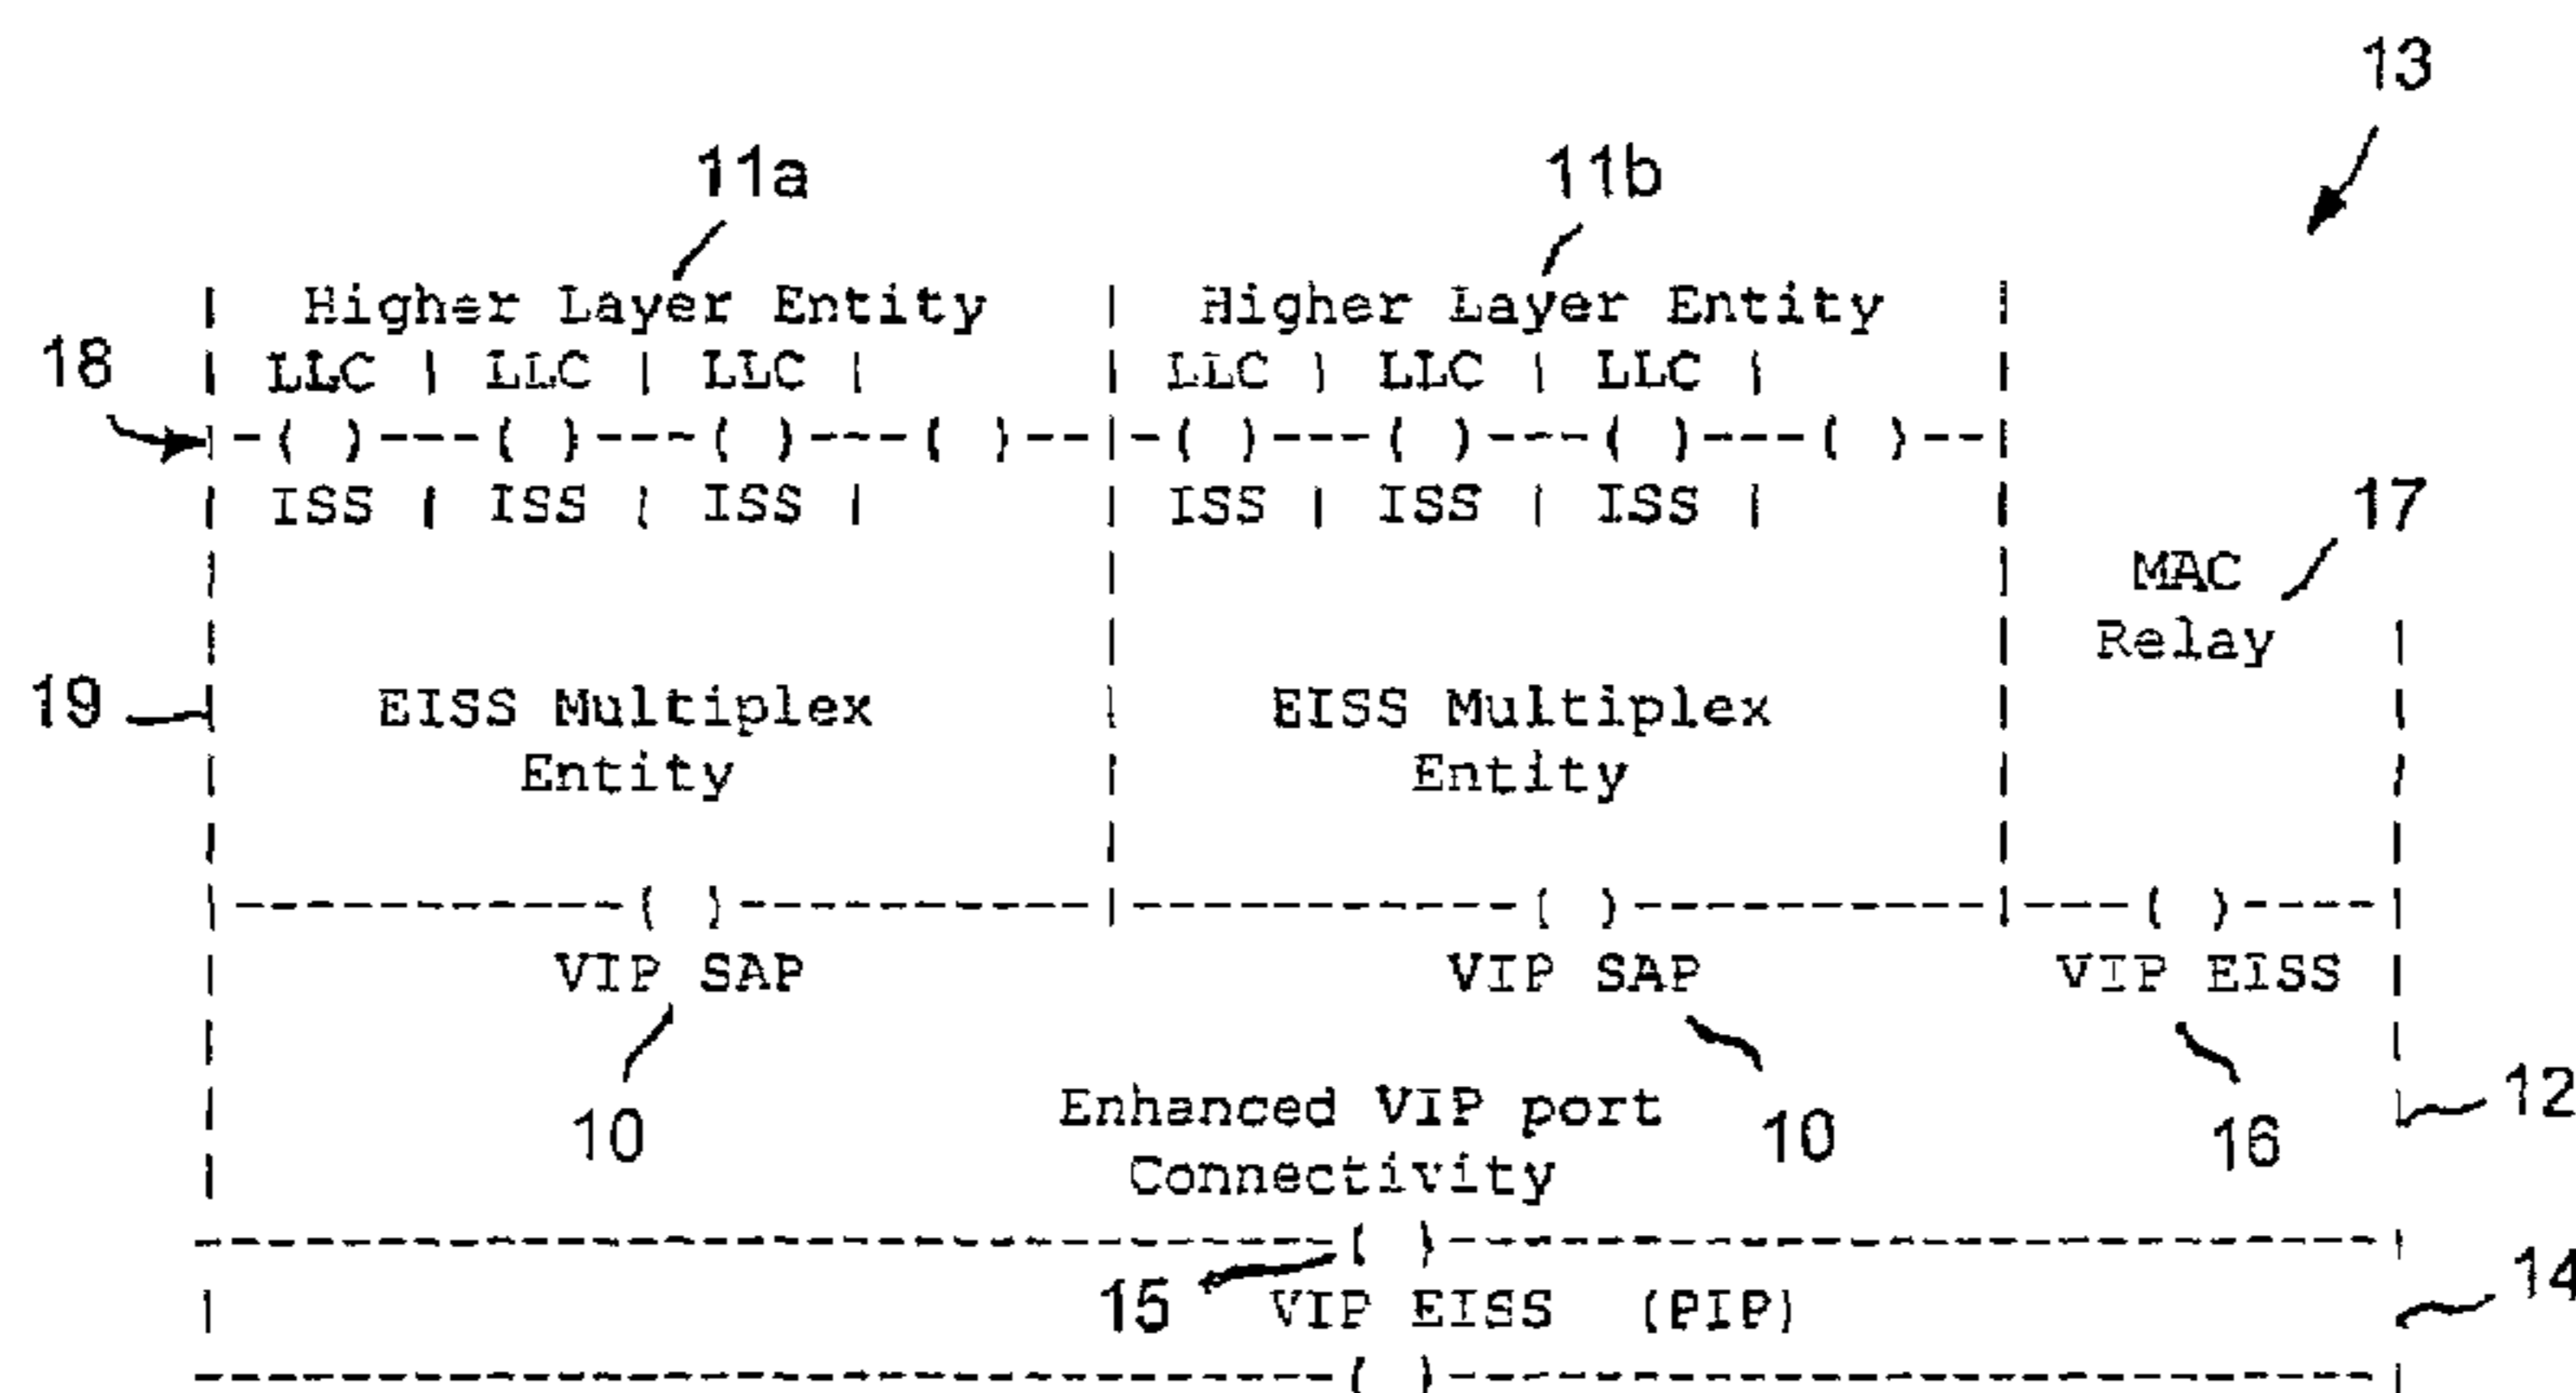 13
11a 11b
| Higher Layer Entity | Higher Layer Entity |
18 | LLC | LLC | LLC | | LLC | LLC | LLC | |
|-( )---( )---( )---( )--|-( )---( )---( )---( )--|
| ISS | ISS | ISS | | ISS | ISS | ISS | | 17
| | | MAC
| | | Relay |
19 | EISS Multiplex | EISS Multiplex | |
| Entity | Entity | |
| | | |
|------------( )-----------|------------( )-----------|----( )----|
| VIP SAP VIP SAP VIP EISS |
10 10 16
Enhanced VIP port 12
Connectivity
----------------------------------( )-----------------------------
15 VIP EISS (PIP) 14
----------------------------------( )-----------------------------